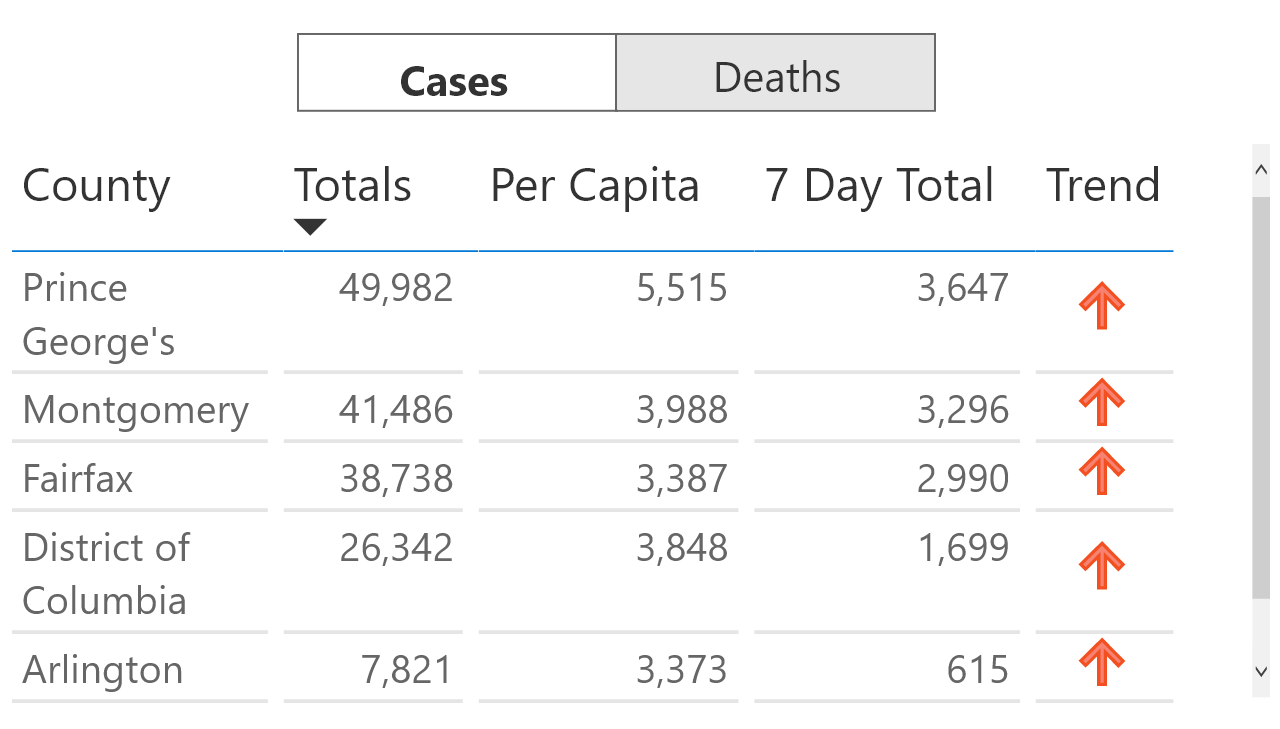 Cases Deaths
County Totals Per Capita 7 Day Total Trend
Prince 49,982 5,515 3,647
George's
Montgomery 41,486 3,988 3,296
Fairfax 38,738 3,387 2,990
District of 26,342 3,848 1,699
Columbia
Arlington 7,821 3,373 615